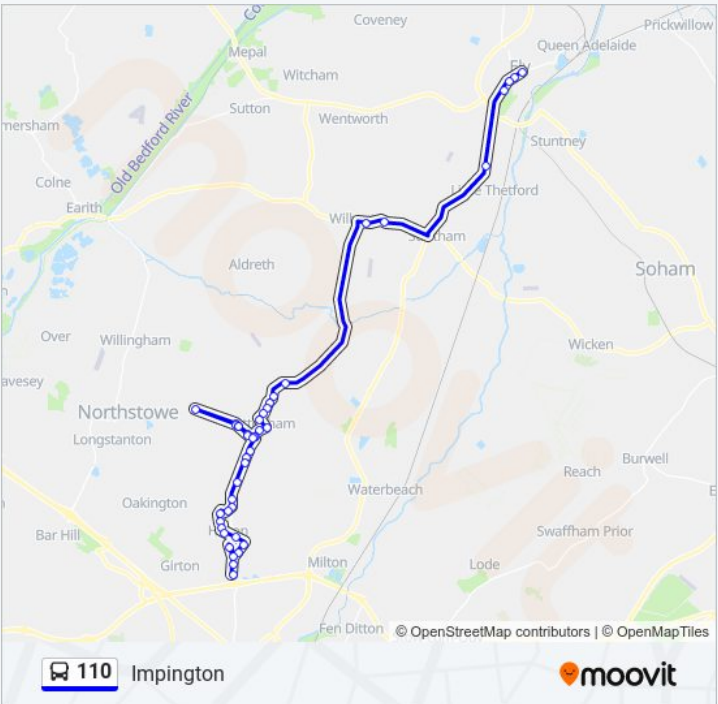 Coveney
Prickwillow
Queen Adelaide
Mepal
Witcham
Ely
Sutton
Wentworth
Old Bedford River
Stuntney
Colne
Earith
Thetford
Aldreth
Soham
Over
Willingham
Wicken
Northstowe
Longstanton
Burwell
Reach
Waterbeach
Oakington
Bar Hill
Swaffham Prior
Girton
Milton
Lode
Fen Ditton
© OpenStreetMap contributors | © OpenMapTiles
110 Impington
moovit